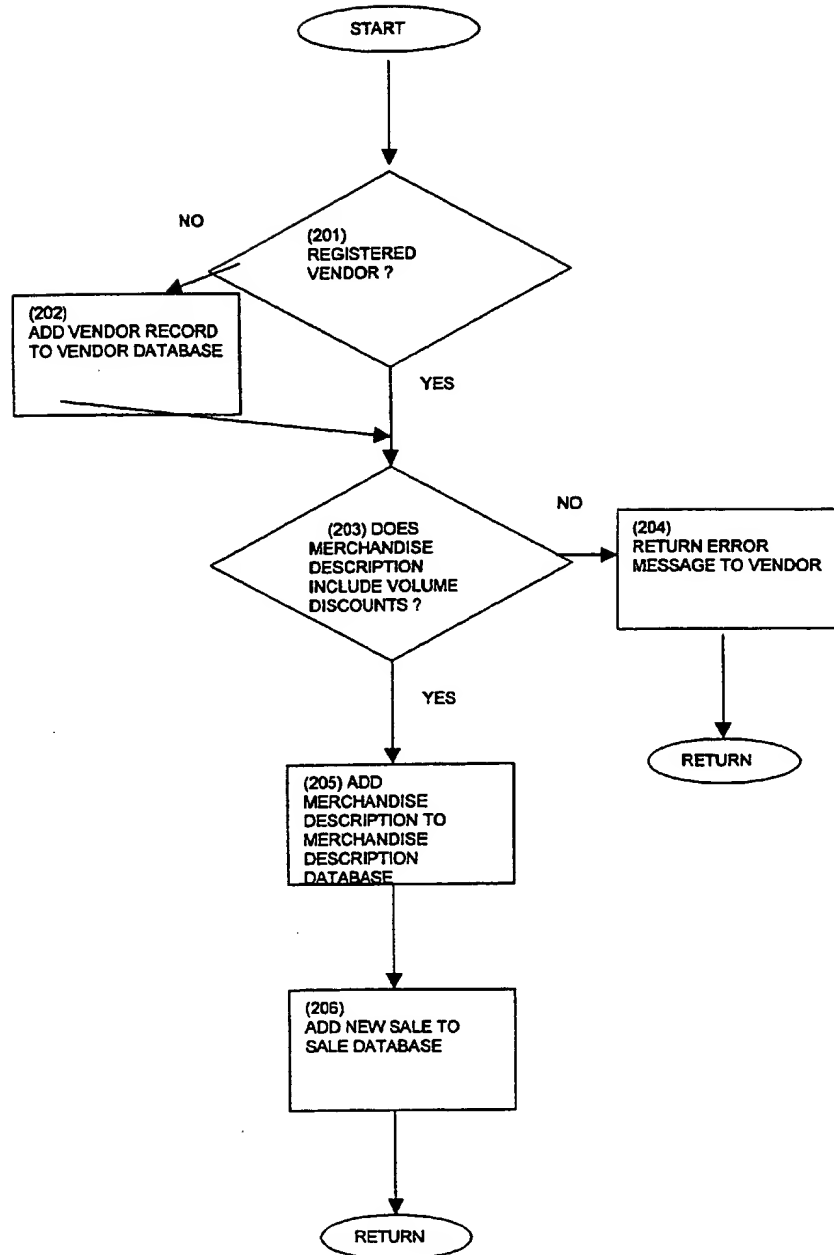 START
NO
(201)
REGISTERED
VENDOR ?
(202)
ADD VENDOR RECORD
TO VENDOR DATABASE
YES
(203) DOES
MERCHANDISE
DESCRIPTION
INCLUDE VOLUME
DISCOUNTS ?
NO
(204)
RETURN ERROR
MESSAGE TO VENDOR
YES
RETURN
(205) ADD
MERCHANDISE
DESCRIPTION TO
MERCHANDISE
DESCRIPTION
DATABASE
(206)
ADD NEW SALE TO
SALE DATABASE
RETURN